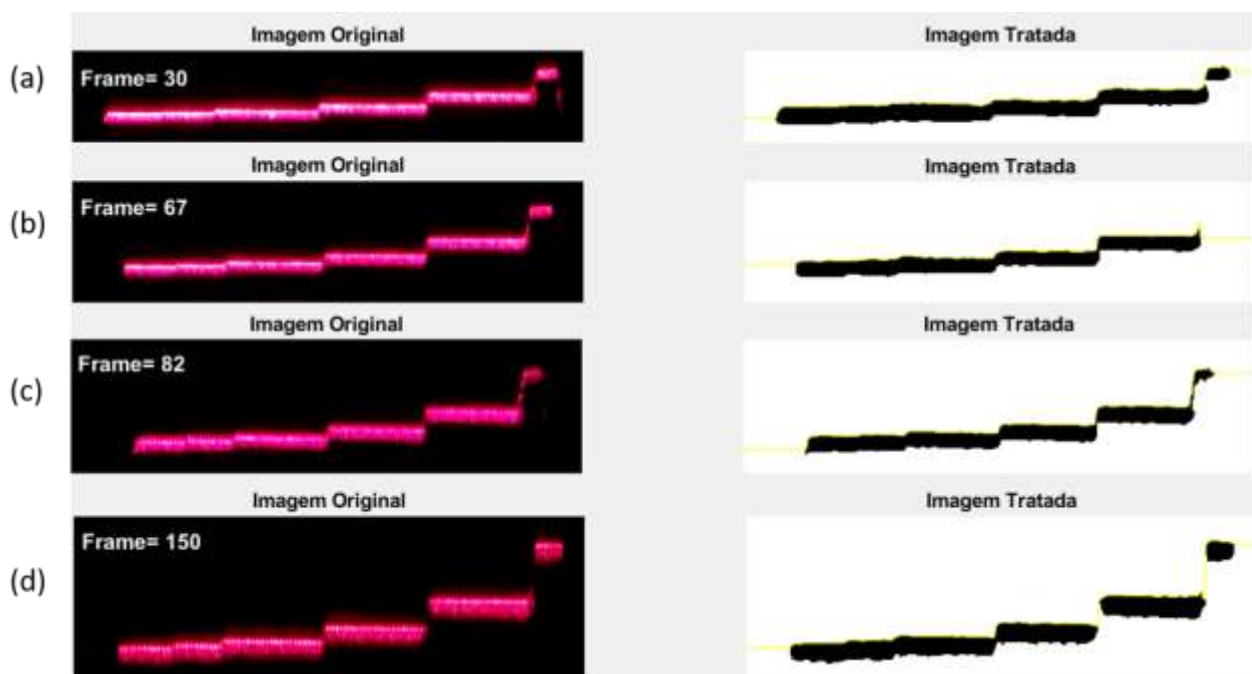 Imagem Original
Imagem Tratada
(a)
Frame= 30
Imagem Original
Imagem Tratada
(b)
Frame= 67
Imagem Original
Imagem Tratada
(c)
Frame= 82
Imagem Original
Imagem Tratada
(d)
Frame= 150